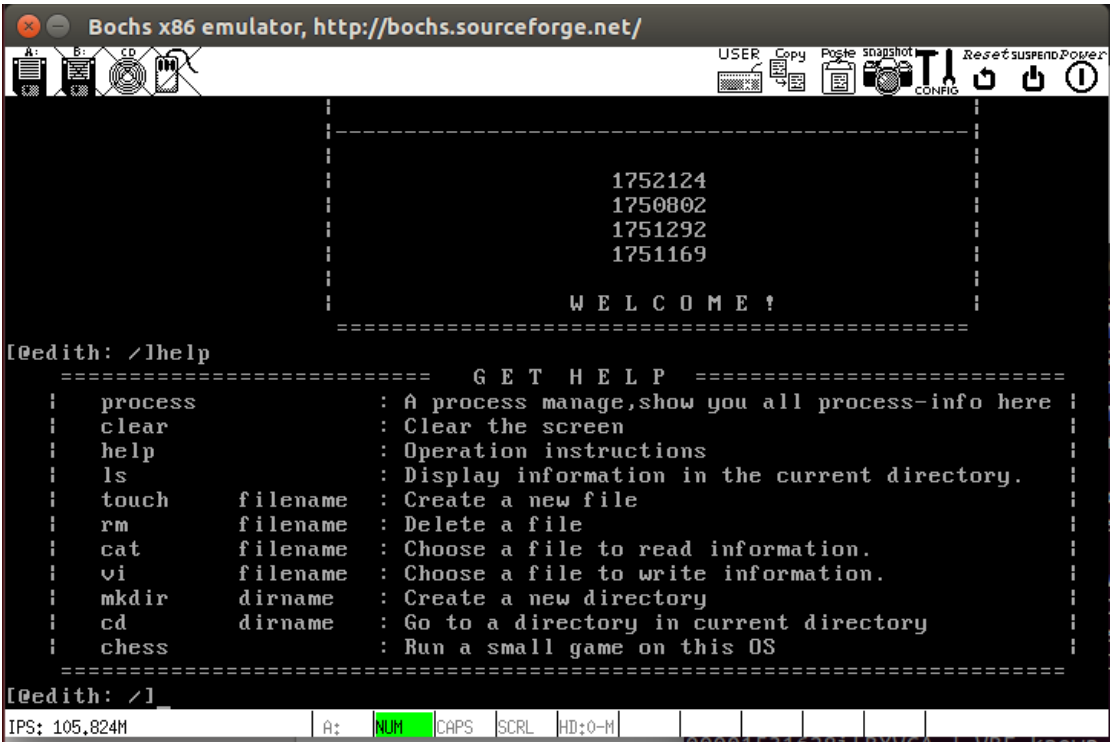 Bochs x86 emulator, http://bochs.sourceforge.net/
A: B: CD USER Copy Paste snapshot CONFIG Reset SUSPEND Power
1752124
1750802
1751292
1751169
W E L C O M E !
[@edith: /]help
============================ G E T H E L P ============================
| process : A process manage,show you all process-info here |
| clear : Clear the screen |
| help : Operation instructions |
| ls : Display information in the current directory. |
| touch filename : Create a new file |
| rm filename : Delete a file |
| cat filename : Choose a file to read information. |
| vi filename : Choose a file to write information. |
| mkdir dirname : Create a new directory |
| cd dirname : Go to a directory in current directory |
| chess : Run a small game on this OS |
[@edith: /]_
IPS: 105.824M A: NUM CAPS SCRL HD:0-M